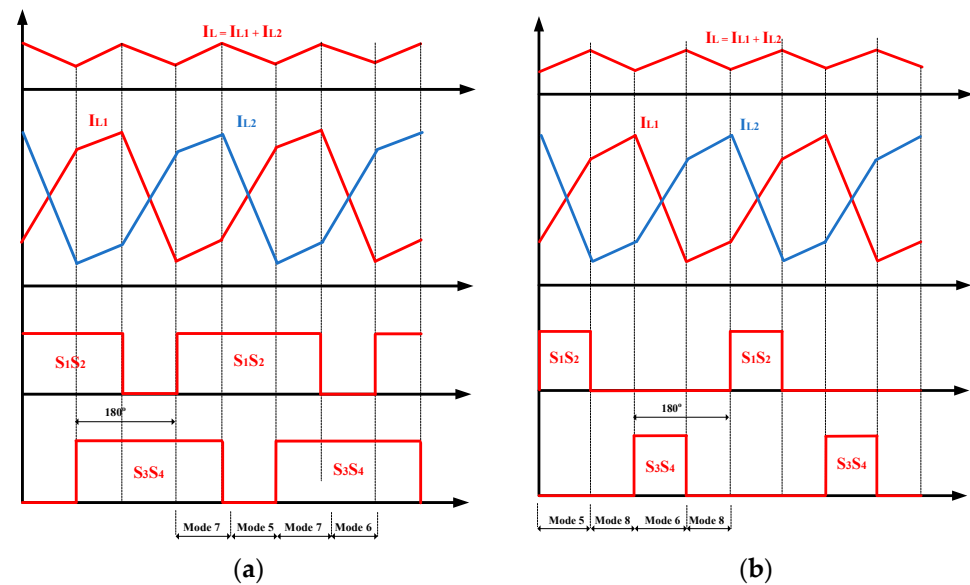 IL = IL1 + IL2
IL1
IL2
S1S2
S1S2
180°
S3S4
S3S4
Mode 7
Mode 5
Mode 7
Mode 6
(a)
IL = IL1 + IL2
IL1
IL2
S1S2
S1S2
180°
S3S4
S3S4
Mode 5
Mode 8
Mode 6
Mode 8
(b)